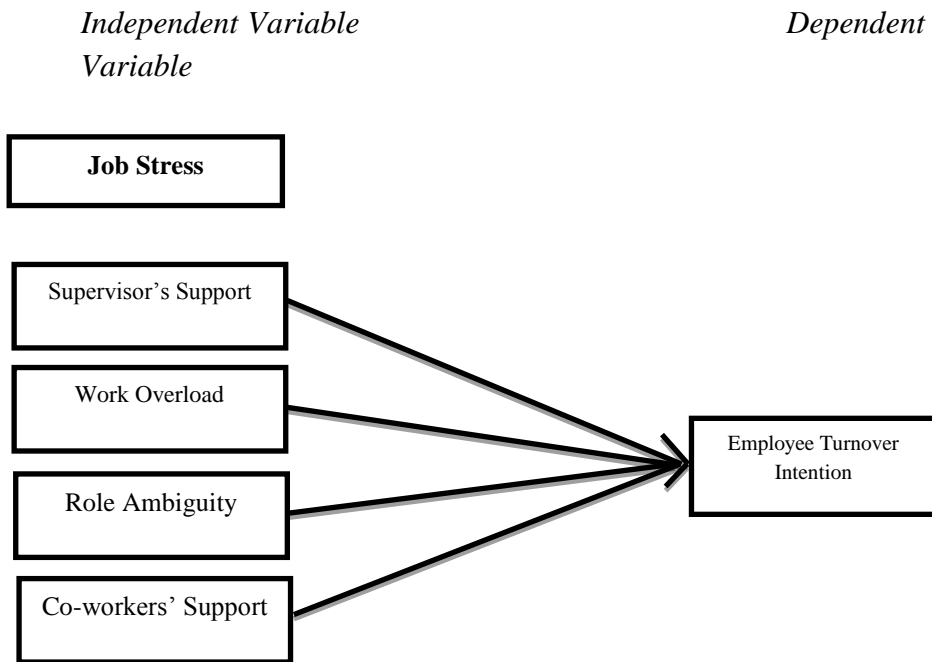 Independent Variable Dependent
Variable
Job Stress
Supervisor’s Support
Work Overload
Role Ambiguity
Co-workers’ Support
Employee Turnover
Intention